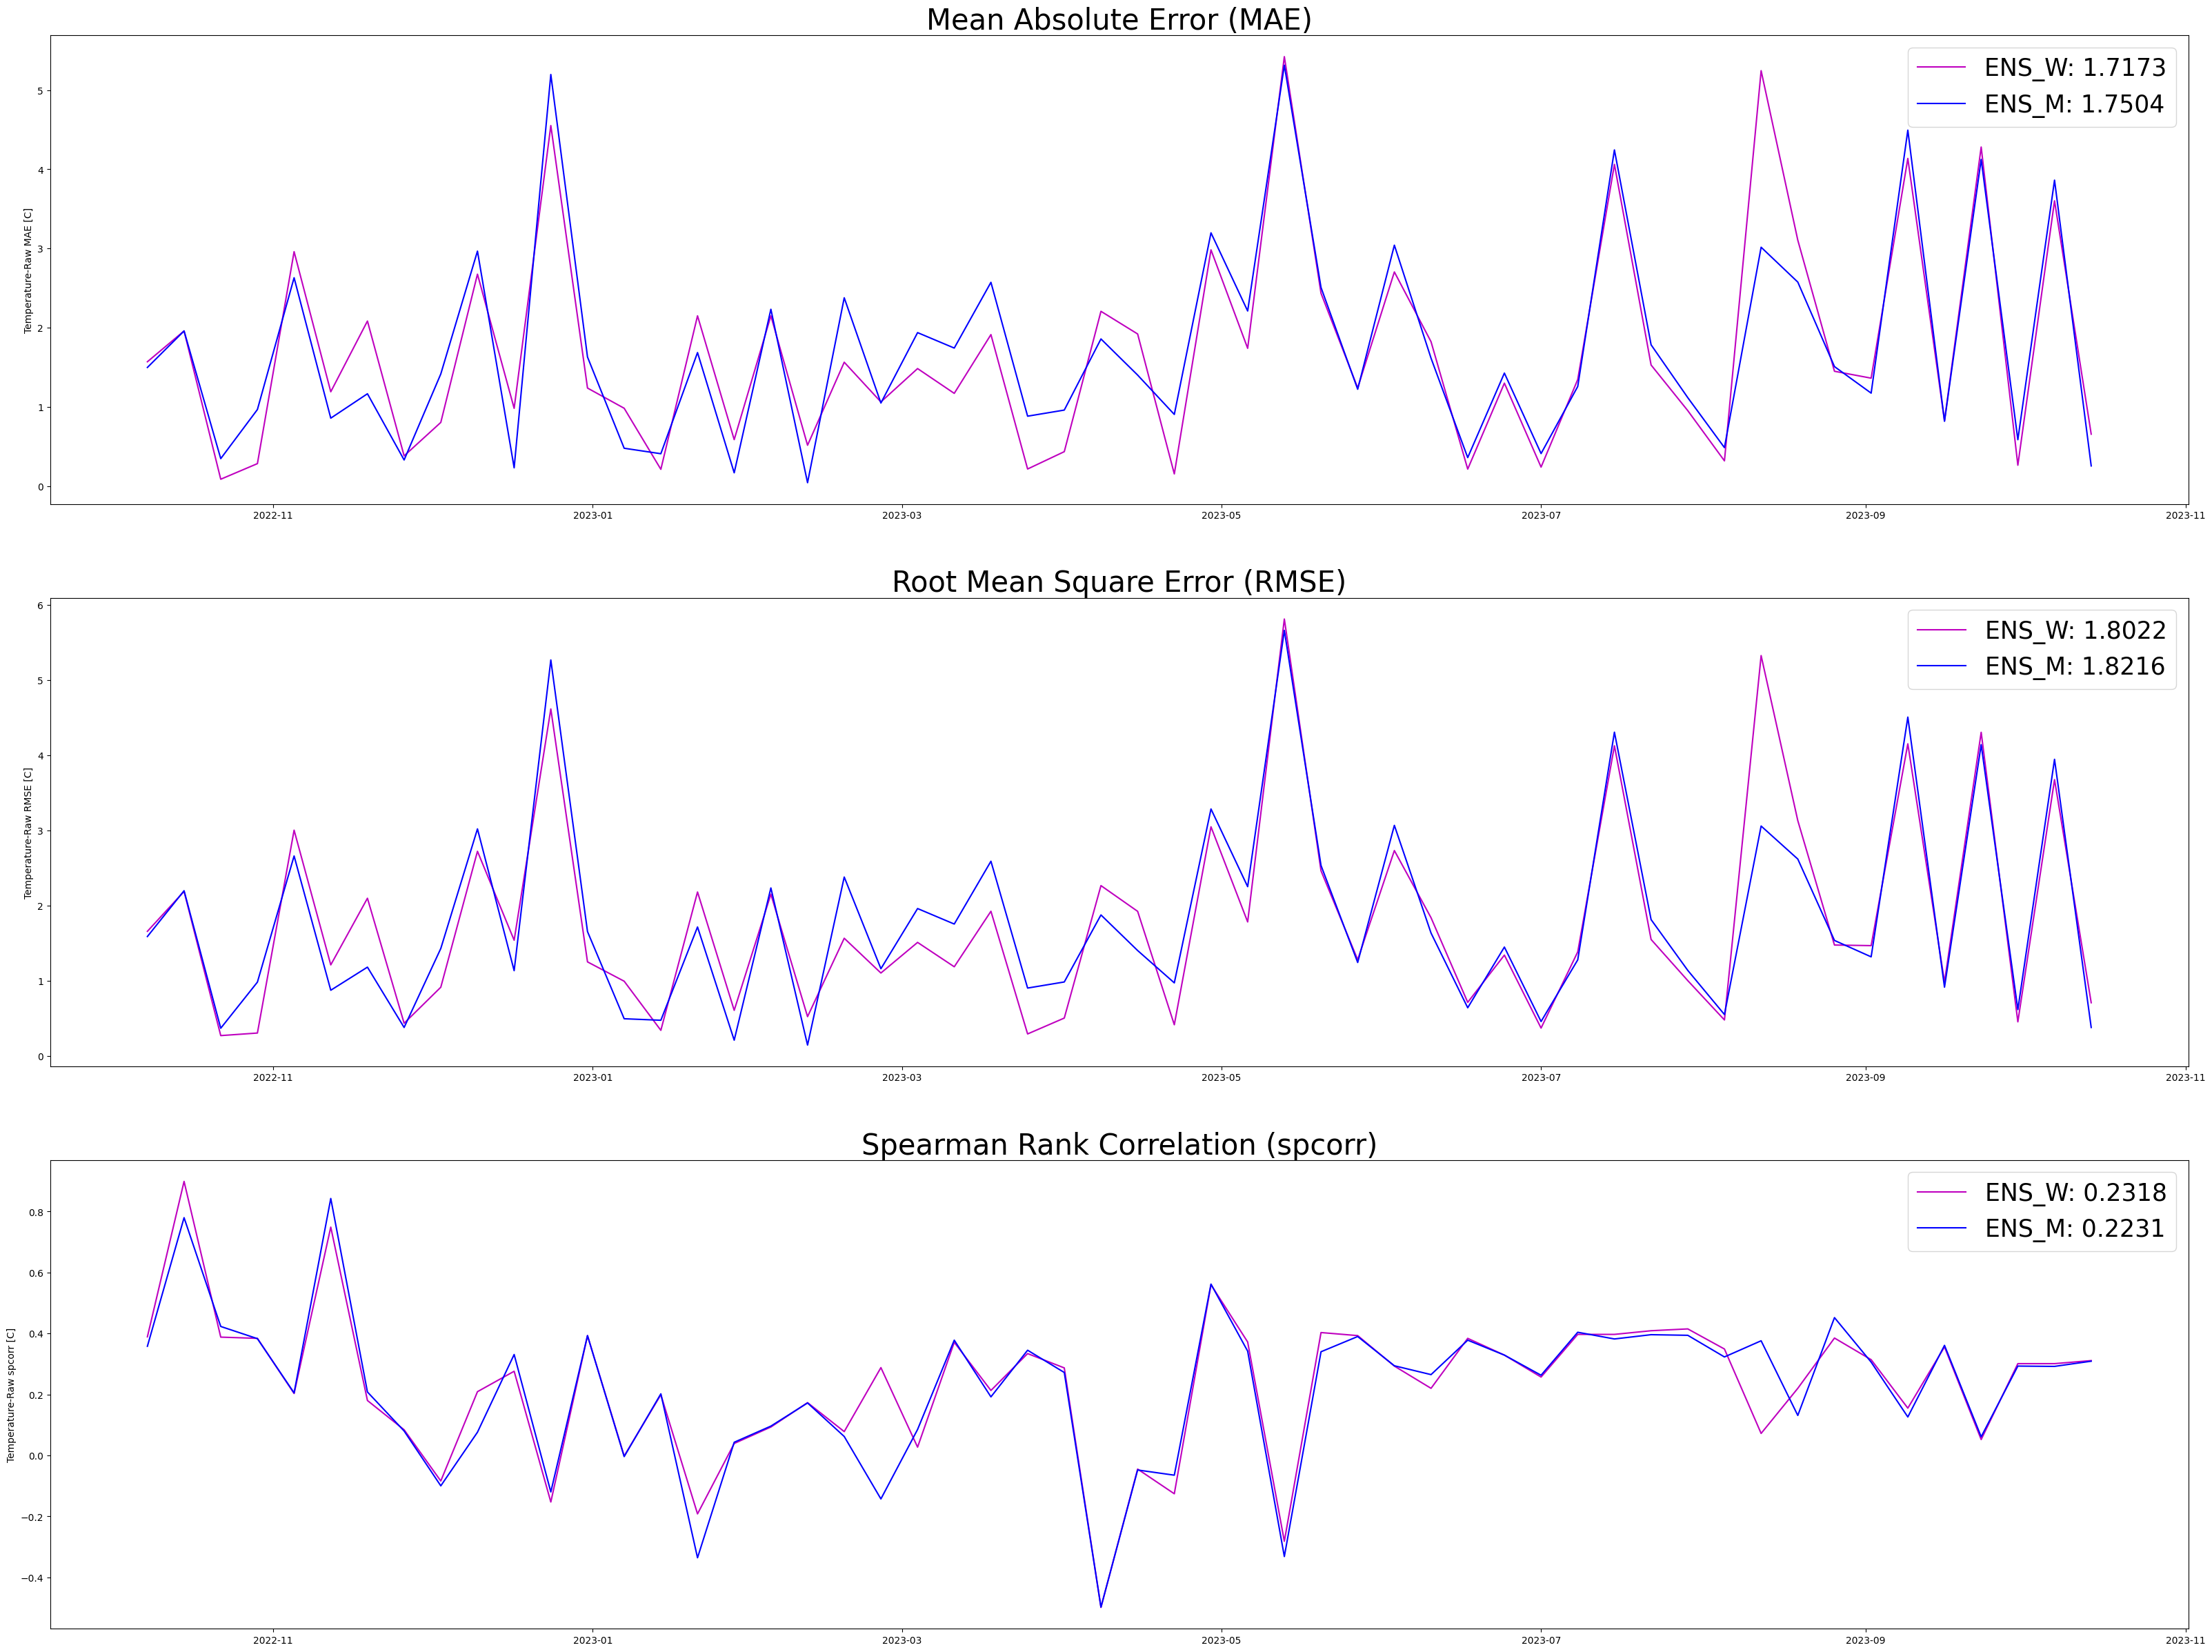 Mean Absolute Error (MAE)
ENS_W: 1.7173
ENS_M: 1.7504
Temperature-Raw MAE [C]
5
4
3
2
1
0
2022-11 2023-01 2023-03 2023-05 2023-07 2023-09 2023-11
Root Mean Square Error (RMSE)
ENS_W: 1.8022
ENS_M: 1.8216
Temperature-Raw RMSE [C]
6
5
4
3
2
1
0
2022-11 2023-01 2023-03 2023-05 2023-07 2023-09 2023-11
Spearman Rank Correlation (spcorr)
ENS_W: 0.2318
ENS_M: 0.2231
Temperature-Raw spcorr [C]
0.8
0.6
0.4
0.2
0.0
−0.2
−0.4
2022-11 2023-01 2023-03 2023-05 2023-07 2023-09 2023-11